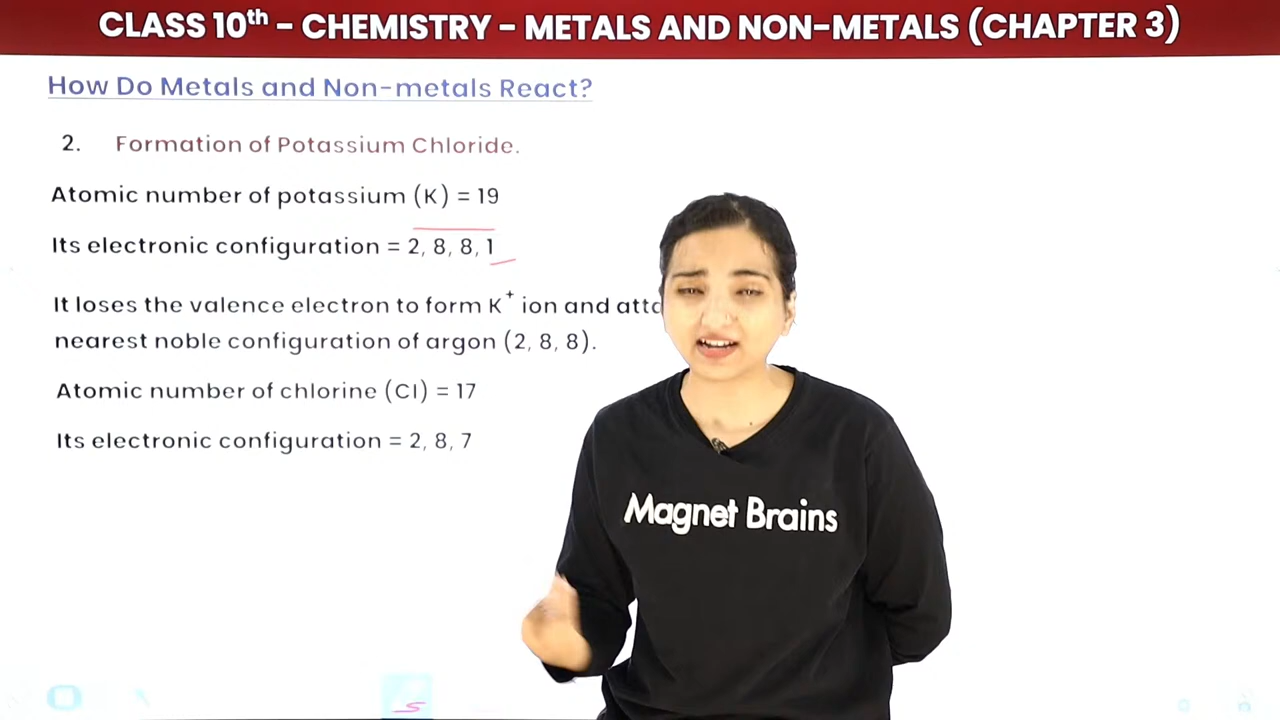 CLASS 10th - CHEMISTRY - METALS AND NON-METALS (CHAPTER 3)
How Do Metals and Non-metals React?
2. Formation of Potassium Chloride.
Atomic number of potassium (K) = 19
Its electronic configuration = 2, 8, 8, 1
It loses the valence electron to form K⁺ ion and
nearest noble configuration of argon (2, 8, 8).
Atomic number of chlorine (Cl) = 17
Its electronic configuration = 2, 8, 7
Magnet Brains